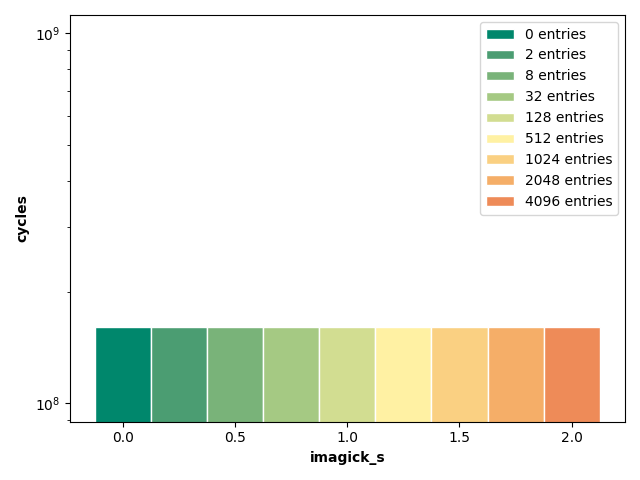 10⁹
10⁸
cycles
0 entries
2 entries
8 entries
32 entries
128 entries
512 entries
1024 entries
2048 entries
4096 entries
0.0 0.5 1.0 1.5 2.0
imagick_s